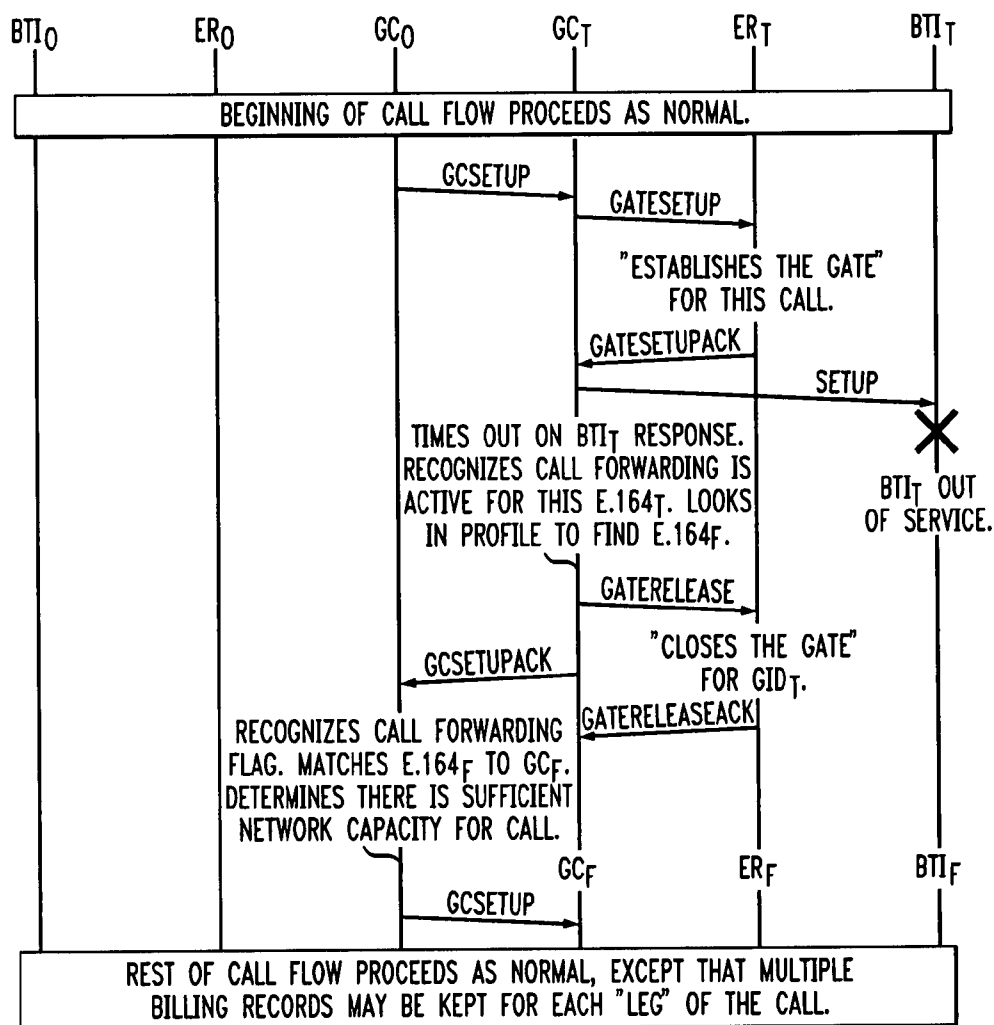 BTIO ERO GCO GCT ERT BTIT
BEGINNING OF CALL FLOW PROCEEDS AS NORMAL.
GCSETUP
GATESETUP
"ESTABLISHES THE GATE"
FOR THIS CALL.
GATESETUPACK
SETUP
TIMES OUT ON BTIT RESPONSE.
RECOGNIZES CALL FORWARDING IS
ACTIVE FOR THIS E.164T. LOOKS
IN PROFILE TO FIND E.164F.
BTIT OUT
OF SERVICE.
GATERELEASE
"CLOSES THE GATE"
FOR GIDT.
GCSETUPACK
GATERELEASEACK
RECOGNIZES CALL FORWARDING
FLAG. MATCHES E.164F TO GCF.
DETERMINES THERE IS SUFFICIENT
NETWORK CAPACITY FOR CALL.
GCF ERF BTIF
GCSETUP
REST OF CALL FLOW PROCEEDS AS NORMAL, EXCEPT THAT MULTIPLE
BILLING RECORDS MAY BE KEPT FOR EACH "LEG" OF THE CALL.